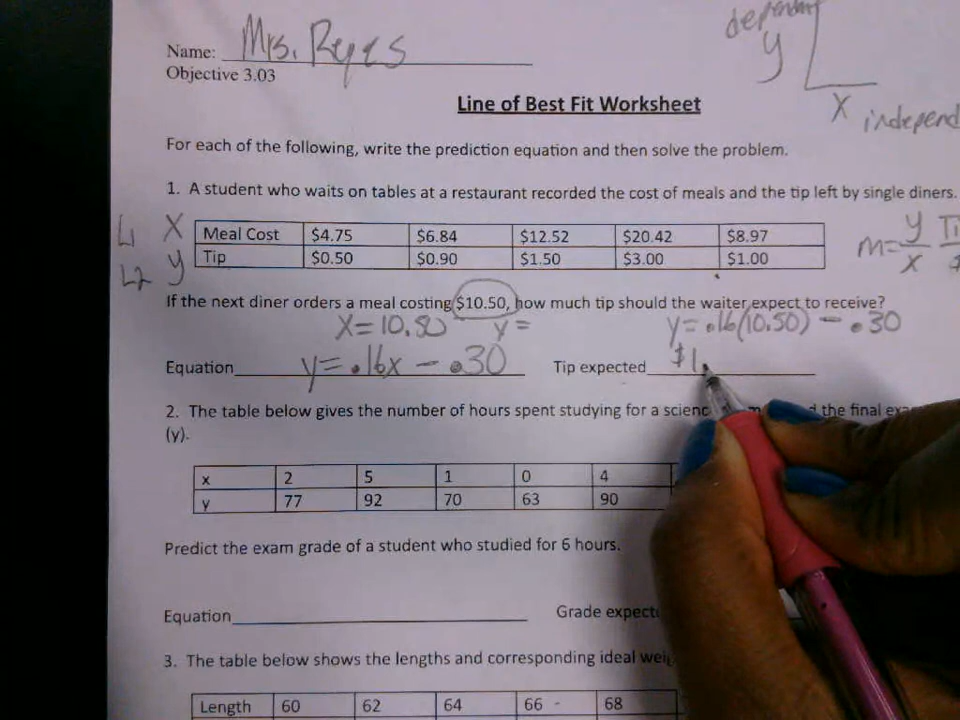 Name: Mrs. Reyes
Objective 3.03
y
x
Line of Best Fit Worksheet
For each of the following, write the prediction equation and then solve the problem.
1. A student who waits on tables at a restaurant recorded the cost of meals and the tip left by single diners.
L1 X Meal Cost $4.75 $6.84 $12.52 $20.42 $8.97
L2 y Tip $0.50 $0.90 $1.50 $3.00 $1.00
m= y
x
If the next diner orders a meal costing $10.50, how much tip should the waiter expect to receive?
X=10.50 y= y=.16(10.50) - .30
Equation y=.16x - .30 Tip expected $1.
2. The table below gives the number of hours spent studying for a the final
(y).
x 2 5 1 0 4
y 77 92 70 63 90
Predict the exam grade of a student who studied for 6 hours.
Equation Grade
3. The table below shows the lengths and corresponding ideal
Length 60 62 64 66 68